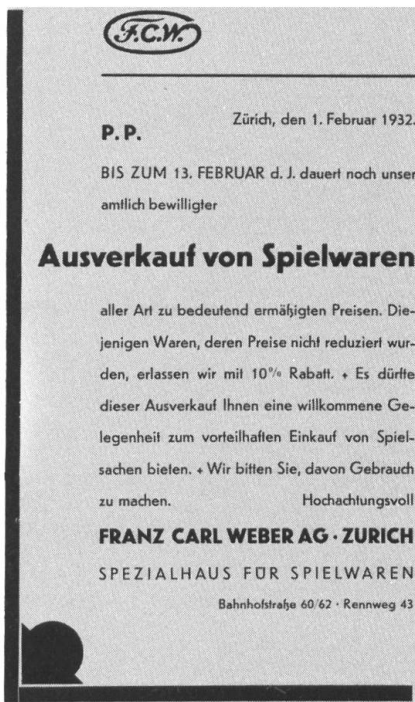 F.C.W.
Zürich, den 1. Februar 1932.
P. P.
BIS ZUM 13. FEBRUAR d. J. dauert noch unser
amtlich bewilligter
Ausverkauf von Spielwaren
aller Art zu bedeutend ermäßigten Preisen. Die-
jenigen Waren, deren Preise nicht reduziert wur-
den, erlassen wir mit 10% Rabatt. + Es dürfte
dieser Ausverkauf Ihnen eine willkommene Ge-
legenheit zum vorteilhaften Einkauf von Spiel-
sachen bieten. + Wir bitten Sie, davon Gebrauch
zu machen. Hochachtungsvoll
FRANZ CARL WEBER AG · ZURICH
SPEZIALHAUS FÜR SPIELWAREN
Bahnhofstraße 60/62 · Rennweg 43